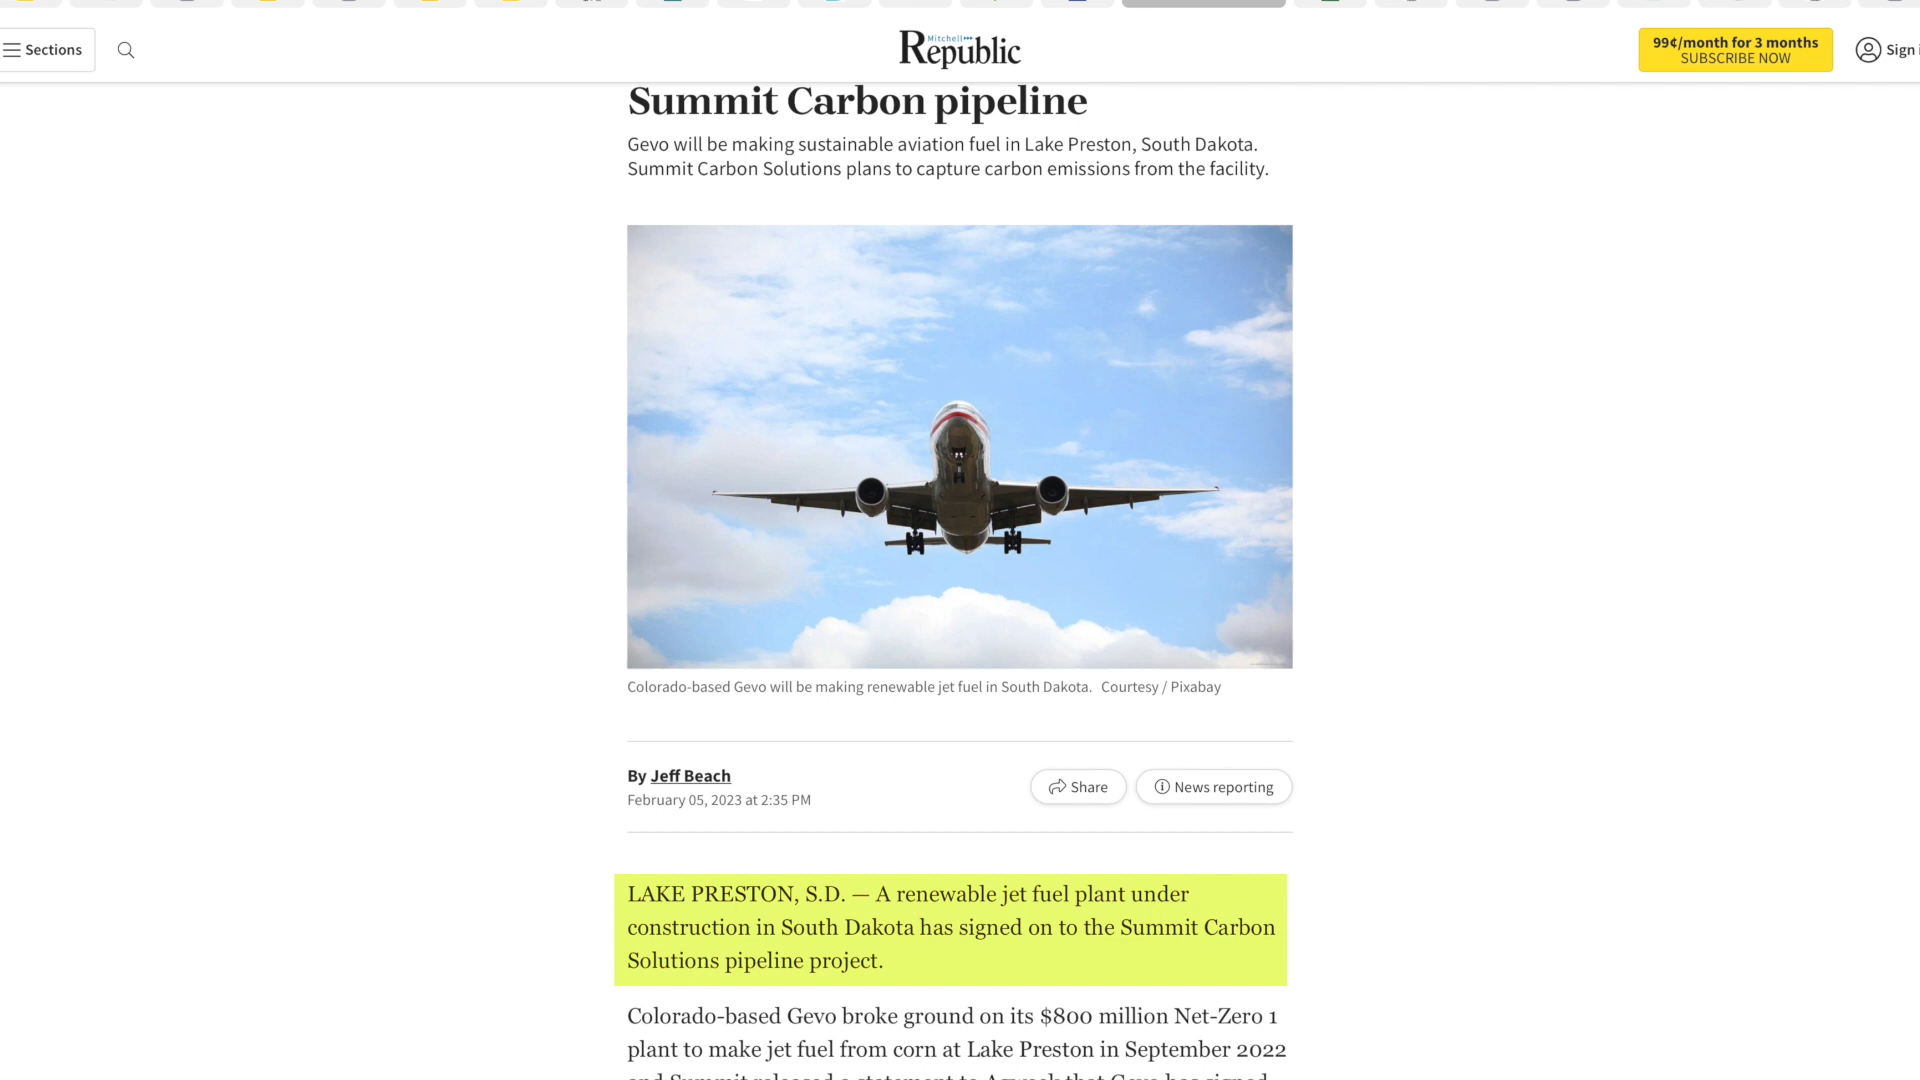 Sections
Mitchell
Republic
99¢/month for 3 months
SUBSCRIBE NOW
Sign
Summit Carbon pipeline
Gevo will be making sustainable aviation fuel in Lake Preston, South Dakota.
Summit Carbon Solutions plans to capture carbon emissions from the facility.
Colorado-based Gevo will be making renewable jet fuel in South Dakota. Courtesy / Pixabay
By Jeff Beach
February 05, 2023 at 2:35 PM
Share
News reporting
LAKE PRESTON, S.D. — A renewable jet fuel plant under
construction in South Dakota has signed on to the Summit Carbon
Solutions pipeline project.
Colorado-based Gevo broke ground on its $800 million Net-Zero 1
plant to make jet fuel from corn at Lake Preston in September 2022